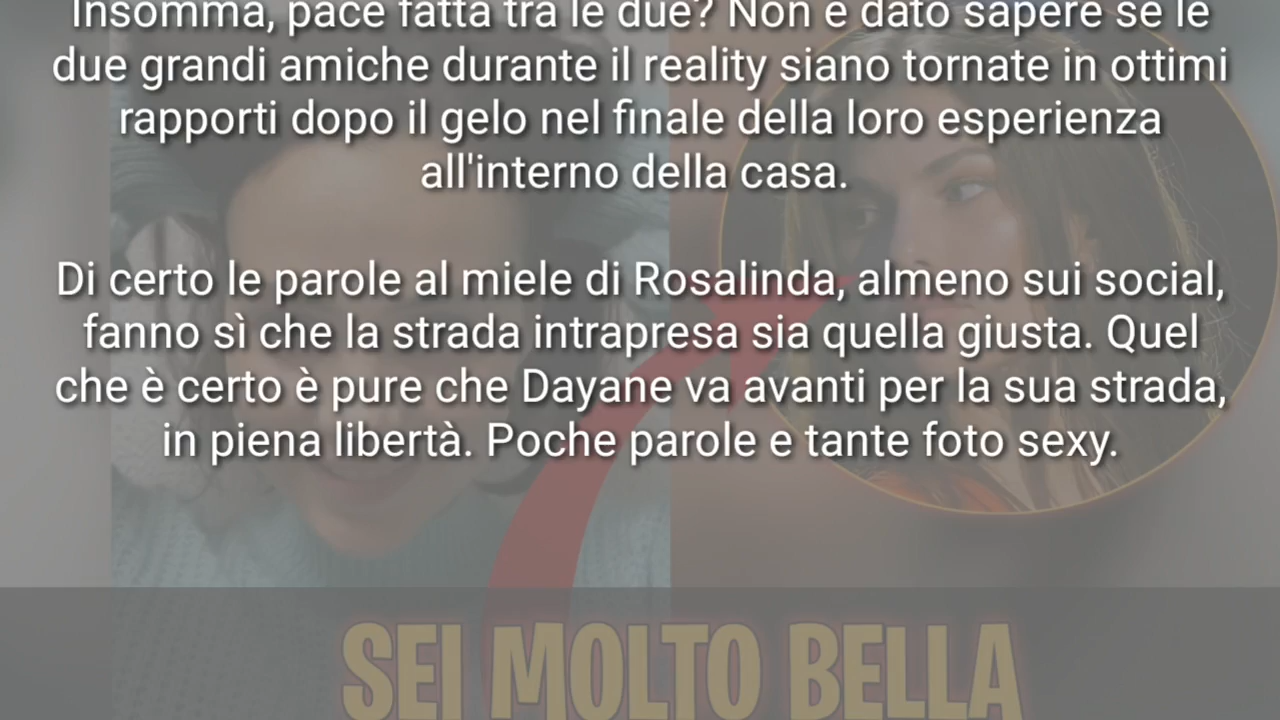 Insomma, pace fatta tra le due? Non è dato sapere se le
due grandi amiche durante il reality siano tornate in ottimi
rapporti dopo il gelo nel finale della loro esperienza
all'interno della casa.
Di certo le parole al miele di Rosalinda, almeno sui social,
fanno sì che la strada intrapresa sia quella giusta. Quel
che è certo è pure che Dayane va avanti per la sua strada,
in piena libertà. Poche parole e tante foto sexy.
SEI MOLTO BELLA